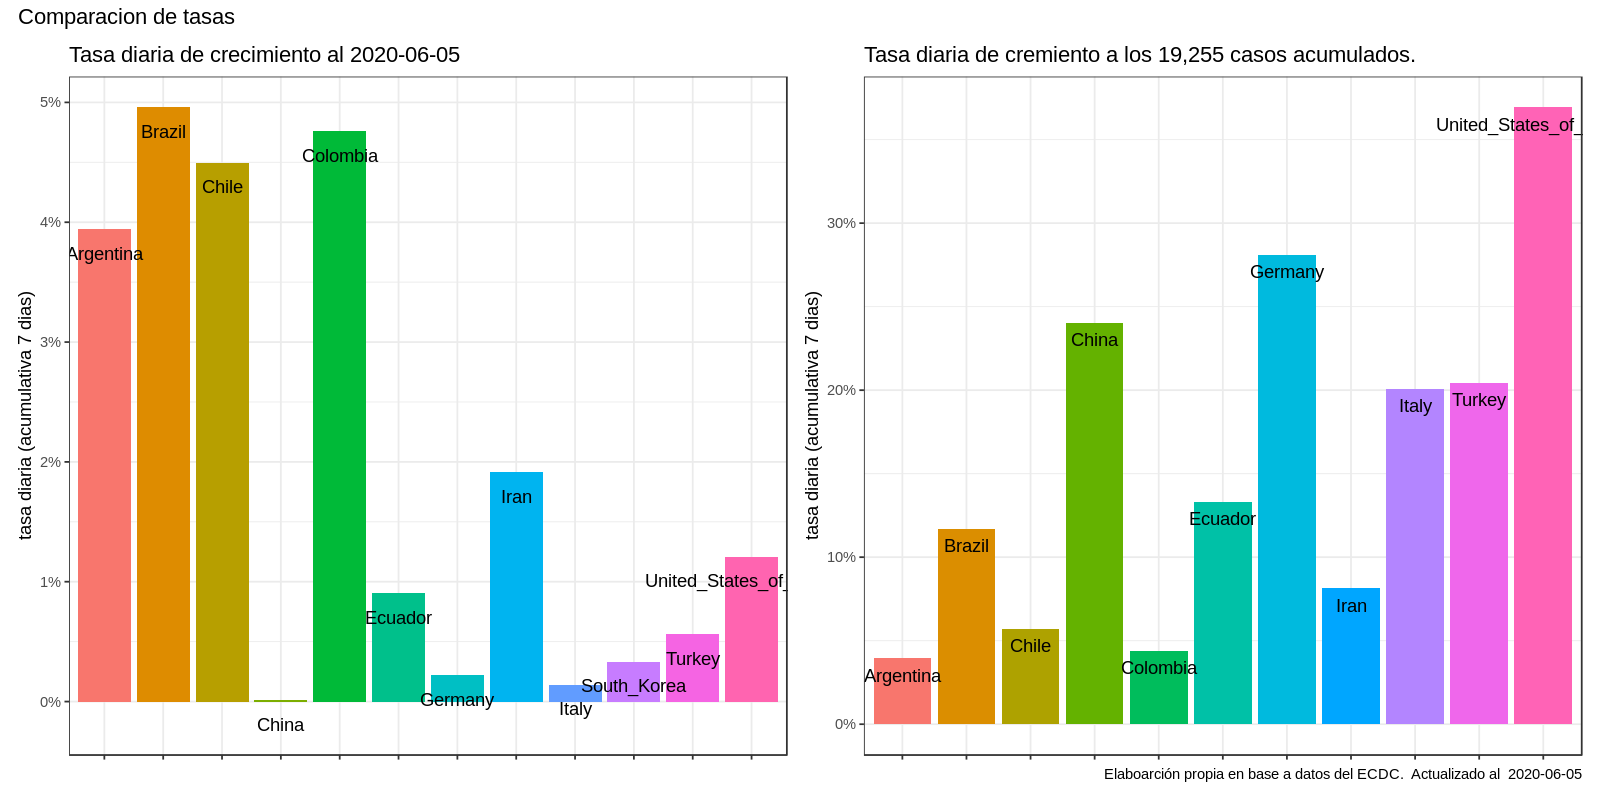 Comparacion de tasas
Tasa diaria de crecimiento al 2020-06-05
tasa diaria (acumulativa 7 dias)
5%
4%
3%
2%
1%
0%
Argentina
Brazil
Chile
China
Colombia
Ecuador
Germany
Iran
Italy
South_Korea
Turkey
United_States_of_
Tasa diaria de cremiento a los 19,255 casos acumulados.
tasa diaria (acumulativa 7 dias)
30%
20%
10%
0%
Argentina
Brazil
Chile
China
Colombia
Ecuador
Germany
Iran
Italy
Turkey
United_States_of_
Elaboarción propia en base a datos del ECDC.  Actualizado al  2020-06-05